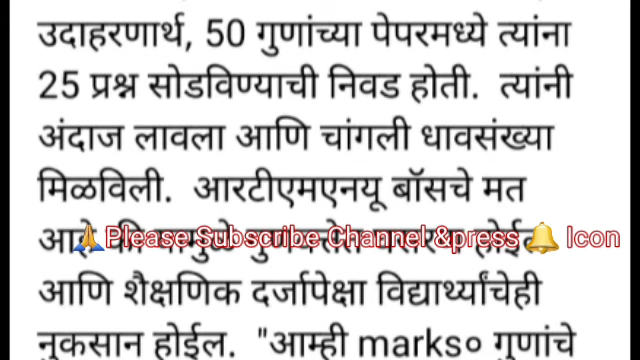 उदाहरणार्थ, 50 गुणांच्या पेपरमध्ये त्यांना
25 प्रश्न सोडविण्याची निवड होती. त्यांनी
अंदाज लावला आणि चांगली धावसंख्या
मिळविली. आरटीएमएनयू बॉसचे मत
🙏Please Subscribe Channel &press🔔 Icon
आणि शैक्षणिक दर्जापेक्षा विद्यार्थ्यांचेही
नुकसान होईल. "आम्ही marks० गुणांचे